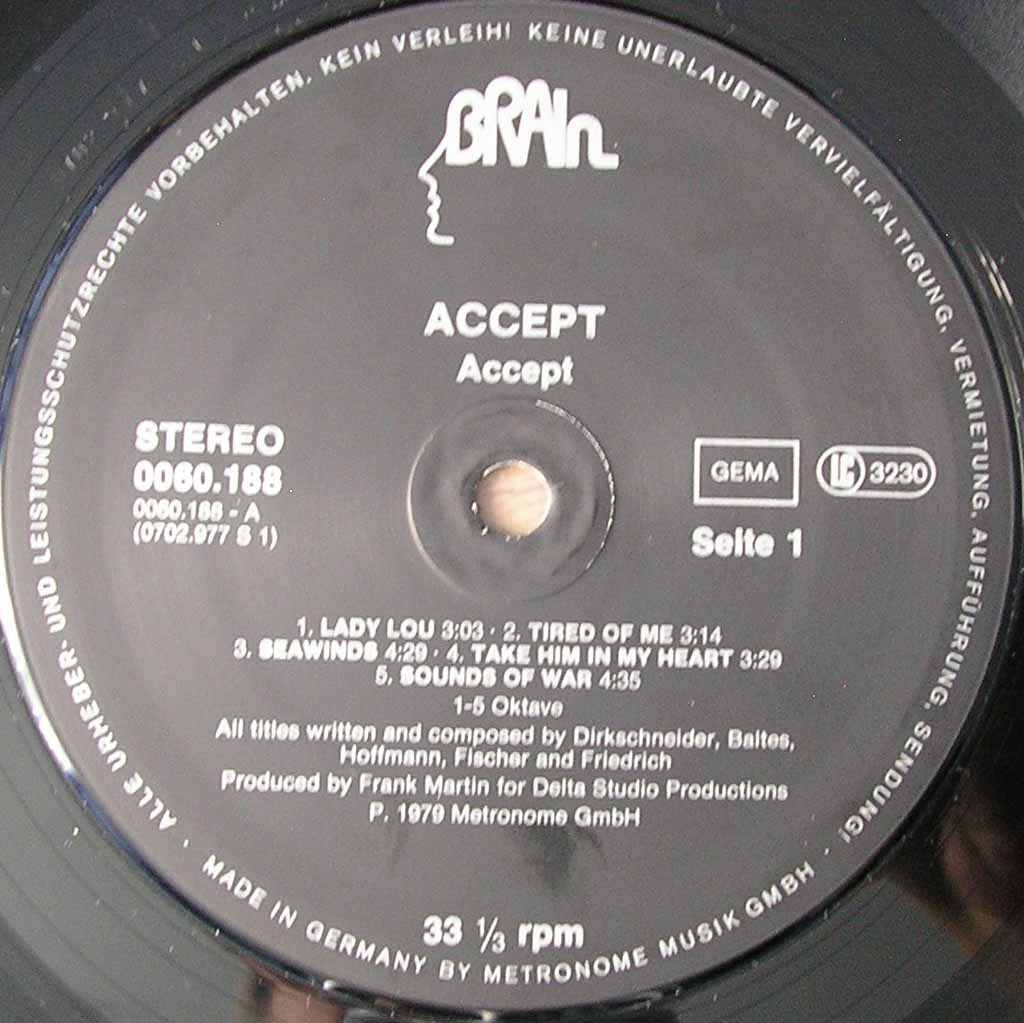 ALLE URHEBER- UND LEISTUNGSSCHUTZRECHTE VORBEHALTEN. KEIN VERLEIH! KEINE UNERLAUBTE VERVIELFÄLTIGUNG, VERMIETUNG, AUFFÜHRUNG, SENDUNG!
BRAIN
ACCEPT
Accept
STEREO
0060.188
0060.188 - A
(0702.977 S 1)
GEMA
LC 3230
Seite 1
1. LADY LOU 3:03 · 2. TIRED OF ME 3:14
3. SEAWINDS 4:29 · 4. TAKE HIM IN MY HEART 3:29
5. SOUNDS OF WAR 4:35
1-5 Oktave
All titles written and composed by Dirkschneider, Baltes,
Hoffmann, Fischer and Friedrich
Produced by Frank Martin for Delta Studio Productions
P. 1979 Metronome GmbH
33 1/3 rpm
MADE IN GERMANY BY METRONOME MUSIK GMBH